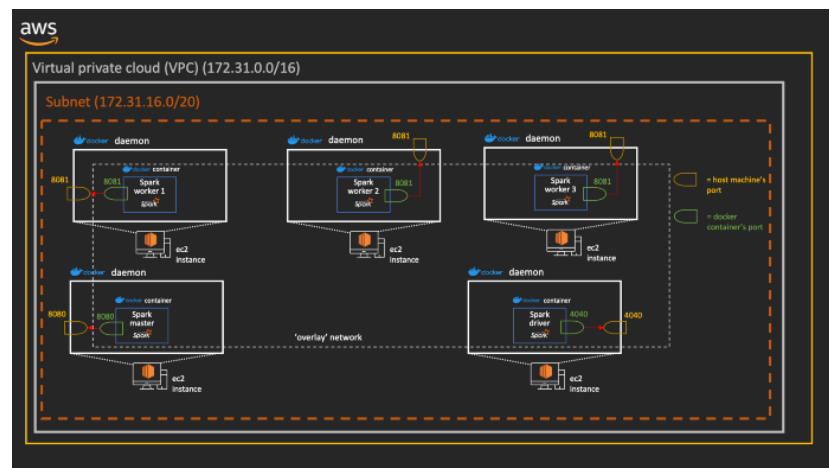 aws
Virtual private cloud (VPC) (172.31.0.0/16)
Subnet (172.31.16.0/20)
docker daemon
8081
docker container
8081
Spark
worker 1
Spark
ec2
instance
docker daemon
8081
docker container
8081
Spark
worker 2
Spark
ec2
instance
docker daemon
8081
docker container
8081
Spark
worker 3
Spark
ec2
instance
= host machine's
port
= docker
container's port
docker daemon
8080
docker container
8080
Spark
master
Spark
ec2
instance
'overlay' network
docker daemon
docker container
Spark
driver
Spark
4040
4040
ec2
instance